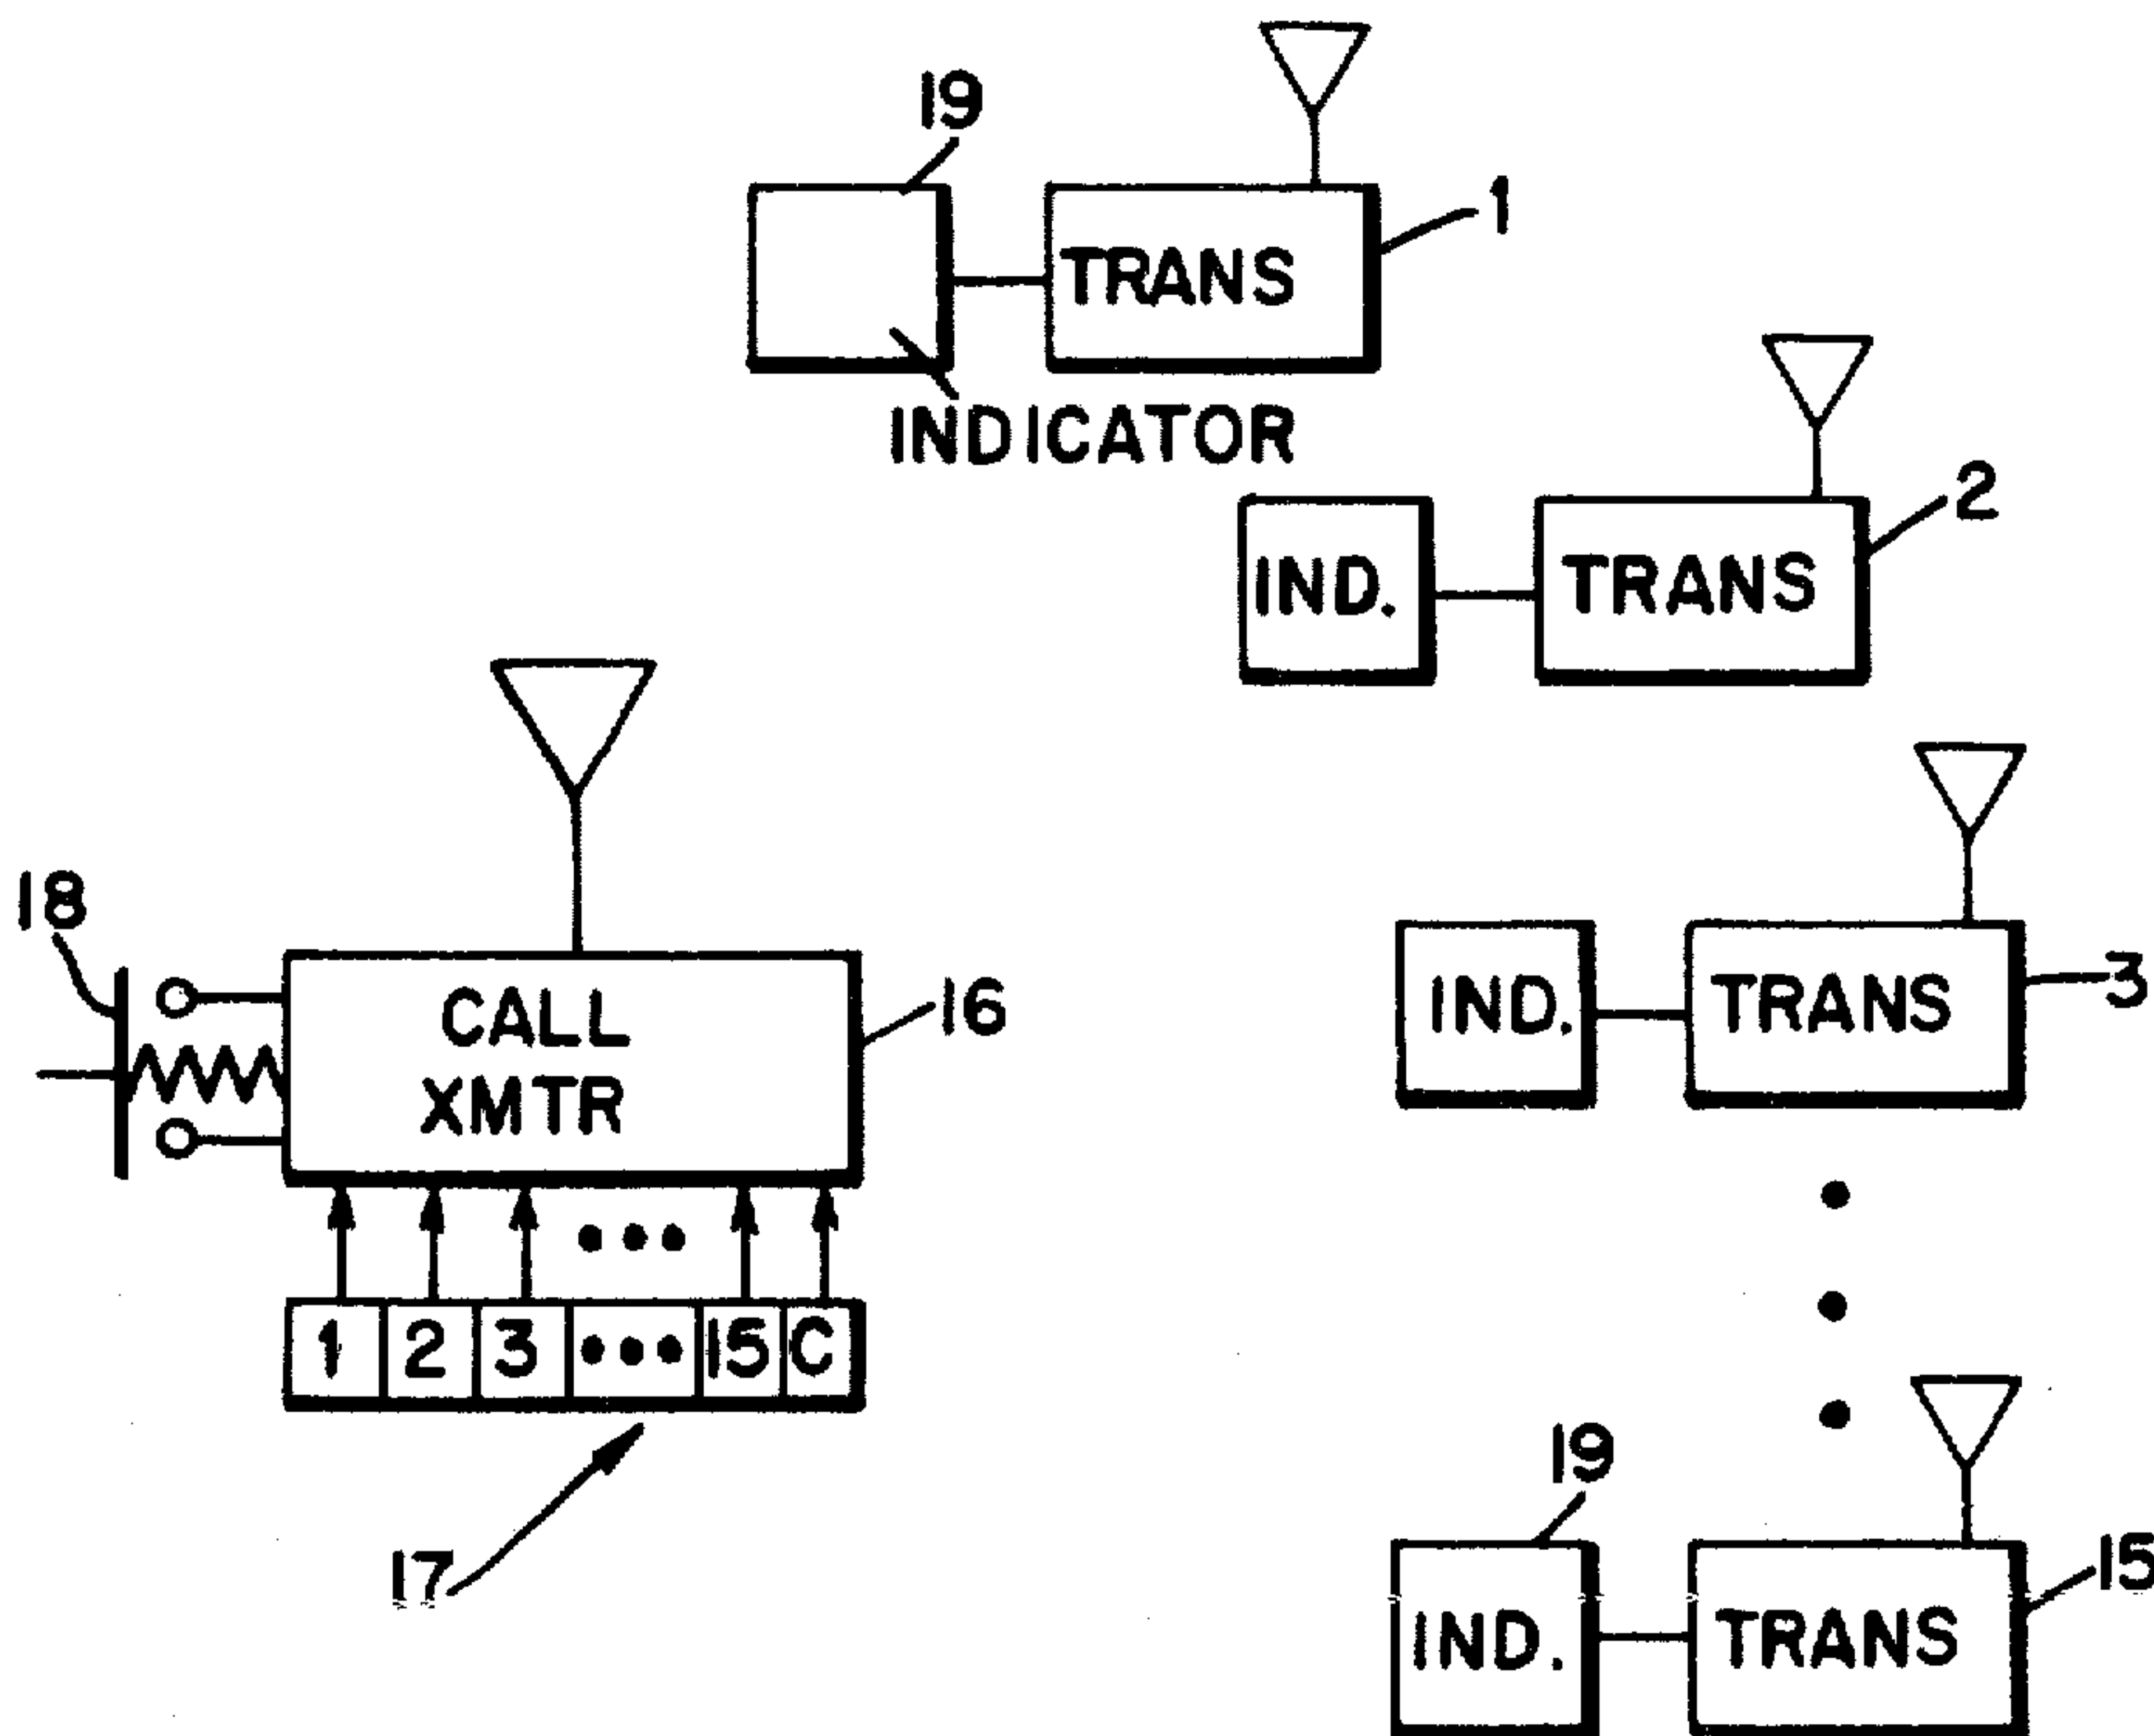 19
1
TRANS
INDICATOR
2
IND.
TRANS
18
CALL
XMTR
16
IND.
TRANS
3
1 2 3 ••• 15 C
17
19
IND.
TRANS
15